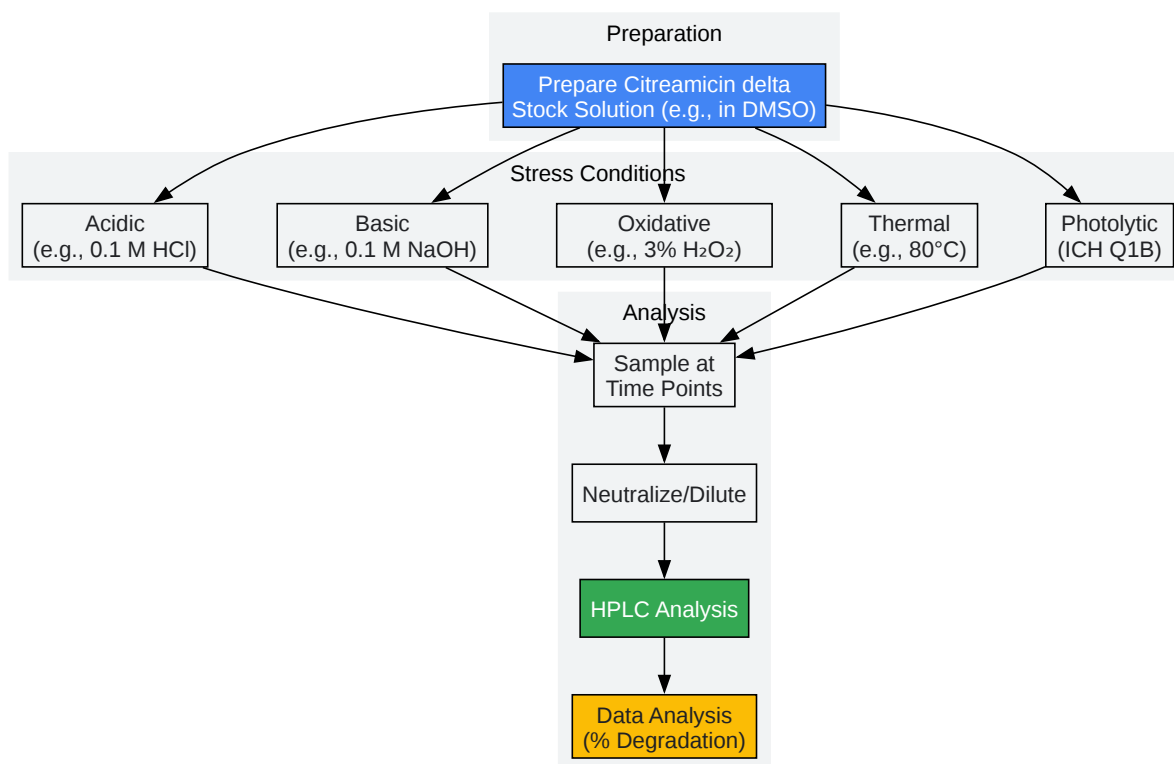 Preparation
Prepare Citreamicin delta
Stock Solution (e.g., in DMSO)
Stress Conditions
Acidic
(e.g., 0.1 M HCl)
Basic
(e.g., 0.1 M NaOH)
Oxidative
(e.g., 3% H₂O₂)
Thermal
(e.g., 80°C)
Photolytic
(ICH Q1B)
Analysis
Sample at
Time Points
Neutralize/Dilute
HPLC Analysis
Data Analysis
(% Degradation)